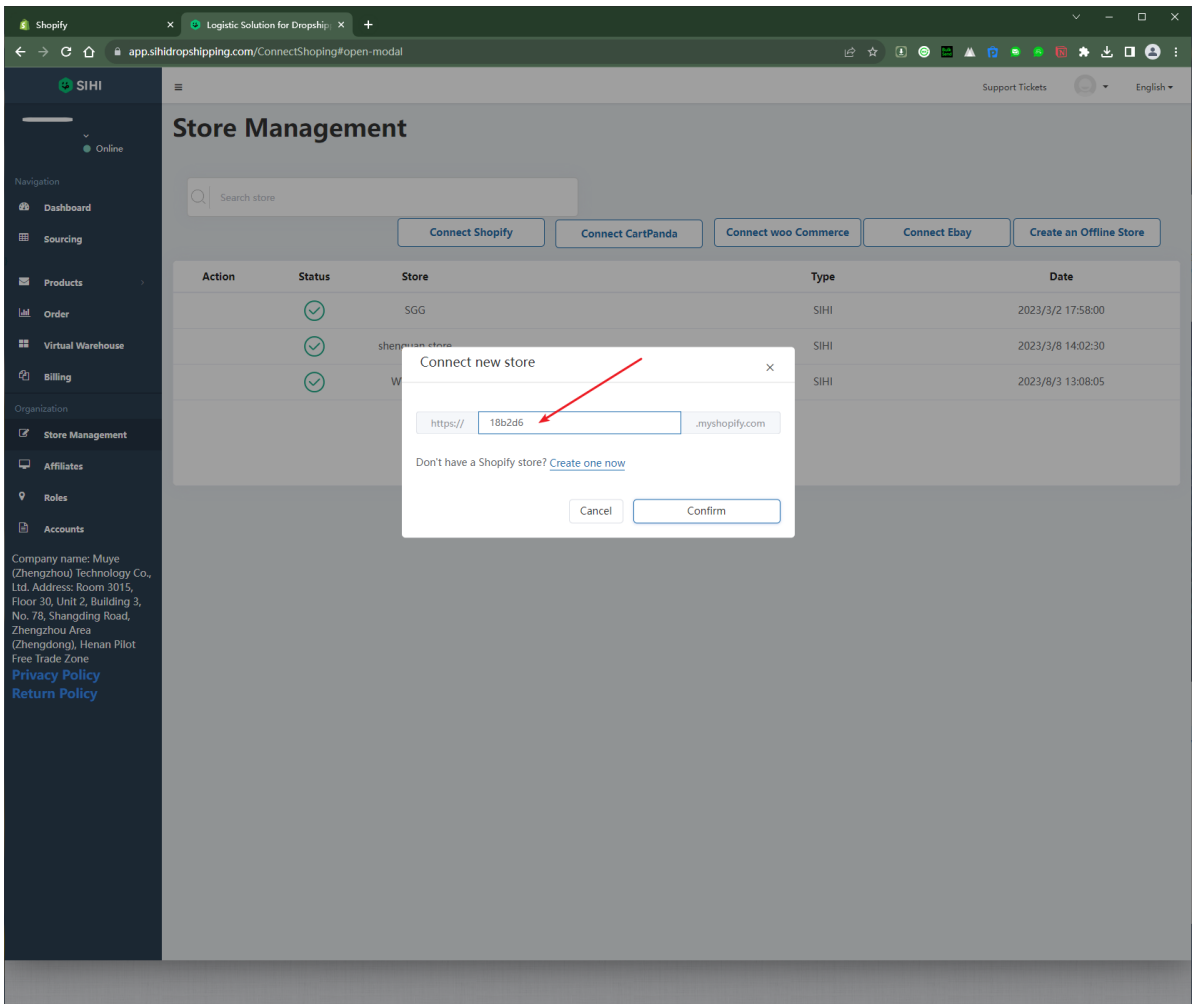 Shopify
Logistic Solution for Dropship
app.sihidropshipping.com/ConnectShoping#open-modal
SIHI
Support Tickets
English
Online
Store Management
Navigation
Dashboard
Sourcing
Products
Order
Virtual Warehouse
Billing
Organization
Store Management
Affiliates
Roles
Accounts
Company name: Muye
(Zhengzhou) Technology Co.,
Ltd. Address: Room 3015,
Floor 30, Unit 2, Building 3,
No. 78, Shangding Road,
Zhengzhou Area
(Zhengdong), Henan Pilot
Free Trade Zone
Privacy Policy
Return Policy
Search store
Connect Shopify
Connect CartPanda
Connect woo Commerce
Connect Ebay
Create an Offline Store
Action Status Store Type Date
SGG SIHI 2023/3/2 17:58:00
shenquan store SIHI 2023/3/8 14:02:30
W SIHI 2023/8/3 13:08:05
Connect new store
https:// 18b2d6 .myshopify.com
Don't have a Shopify store? Create one now
Cancel Confirm